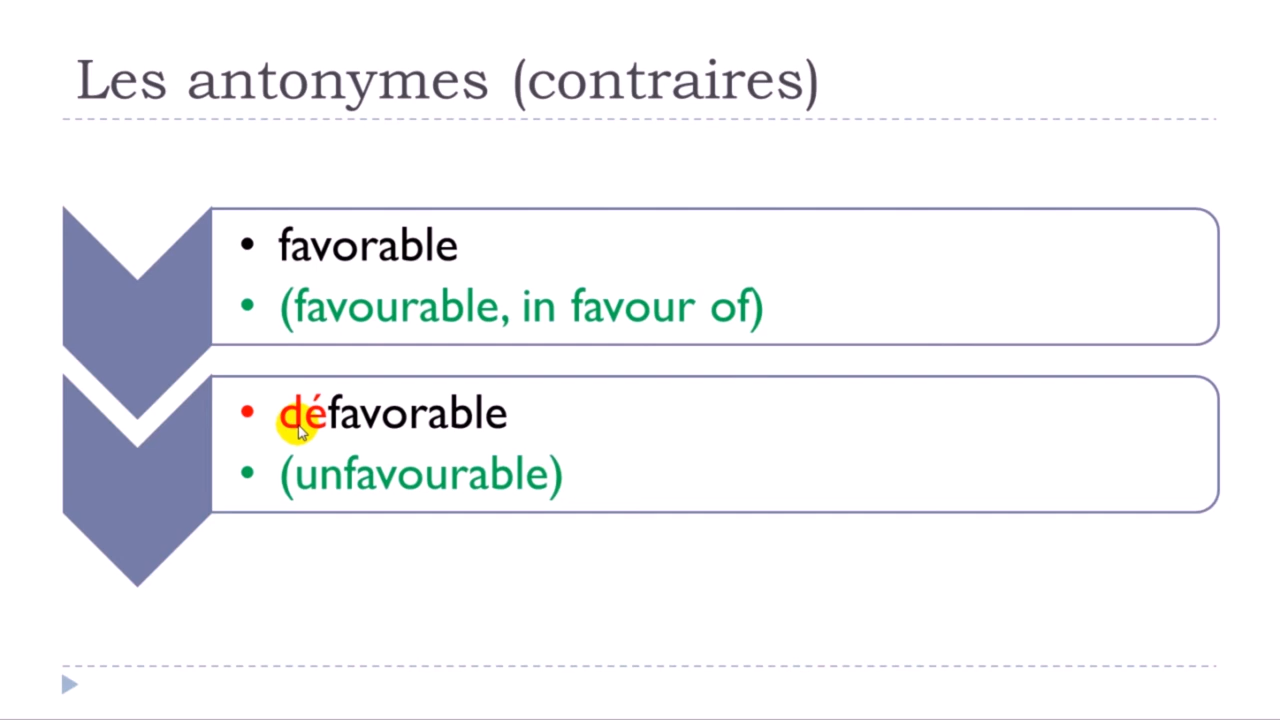 Les antonymes (contraires)
• favorable
• (favourable, in favour of)
• défavorable
• (unfavourable)